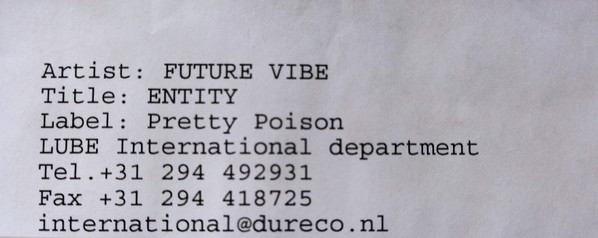 Artist: FUTURE VIBE
Title: ENTITY
Label: Pretty Poison
LUBE International department
Tel.+31 294 492931
Fax +31 294 418725
international@dureco.nl